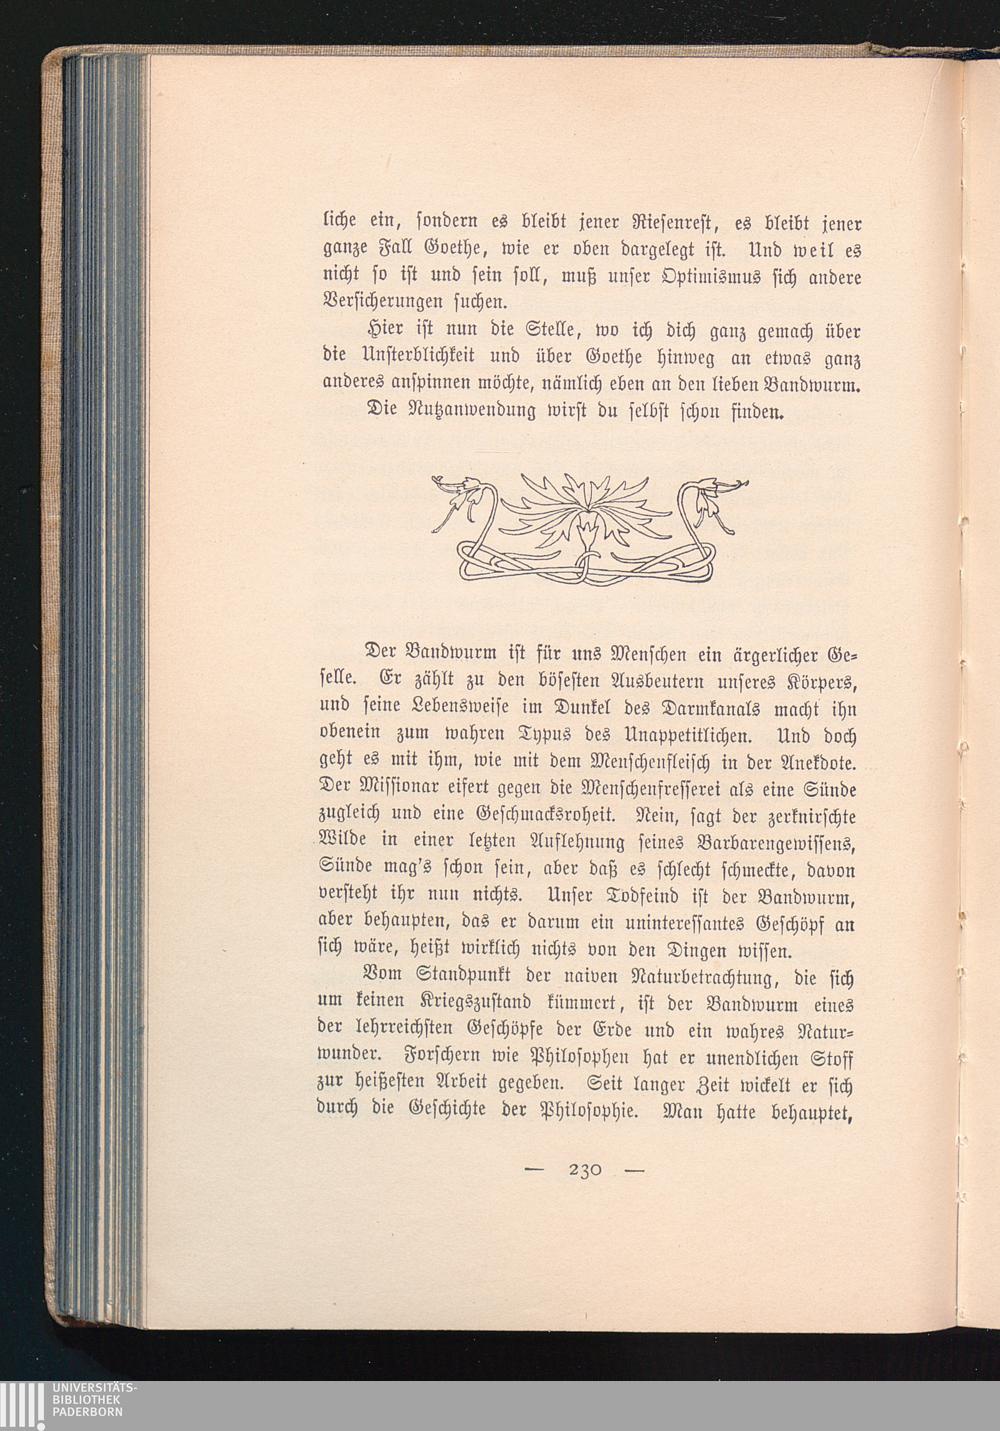 liche ein, sondern es bleibt jener Riesenrest, es bleibt jener
ganze Fall Goethe, wie er oben dargelegt ist. Und weil es
nicht so ist und sein soll, muß unser Optimismus sich andere
Versicherungen suchen.
Hier ist nun die Stelle, wo ich dich ganz gemach über
die Unsterblichkeit und über Goethe hinweg an etwas ganz
anderes anspinnen möchte, nämlich eben an den lieben Bandwurm.
Die Nutzanwendung wirst du selbst schon finden.
Der Bandwurm ist für uns Menschen ein ärgerlicher Ge-
selle. Er zählt zu den bösesten Ausbeutern unseres Körpers,
und seine Lebensweise im Dunkel des Darmkanals macht ihn
obenein zum wahren Typus des Unappetitlichen. Und doch
geht es mit ihm, wie mit dem Menschenfleisch in der Anekdote.
Der Missionar eifert gegen die Menschenfresserei als eine Sünde
zugleich und eine Geschmacksroheit. Nein, sagt der zerknirschte
Wilde in einer letzten Auflehnung seines Barbarengewissens,
Sünde mag's schon sein, aber daß es schlecht schmeckte, davon
versteht ihr nun nichts. Unser Todfeind ist der Bandwurm,
aber behaupten, das er darum ein uninteressantes Geschöpf an
sich wäre, heißt wirklich nichts von den Dingen wissen.
Vom Standpunkt der naiven Naturbetrachtung, die sich
um keinen Kriegszustand kümmert, ist der Bandwurm eines
der lehrreichsten Geschöpfe der Erde und ein wahres Natur-
wunder. Forschern wie Philosophen hat er unendlichen Stoff
zur heißesten Arbeit gegeben. Seit langer Zeit wickelt er sich
durch die Geschichte der Philosophie. Man hatte behauptet,
— 230 —
UNIVERSITÄTS-
BIBLIOTHEK
PADERBORN